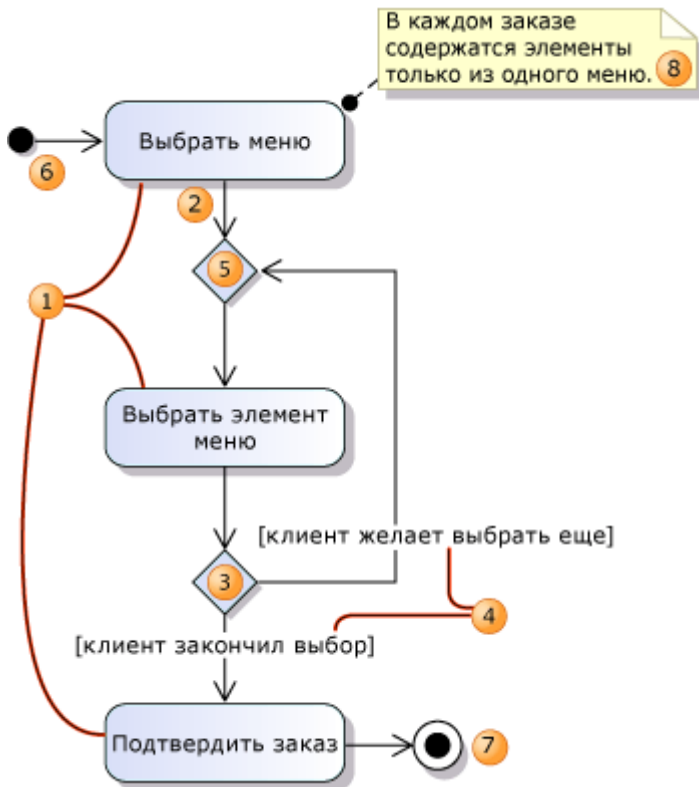 В каждом заказе
содержатся элементы
только из одного меню. 8
Выбрать меню
6
2
5
1
Выбрать элемент
меню
[клиент желает выбрать еще]
3
4
[клиент закончил выбор]
Подтвердить заказ
7